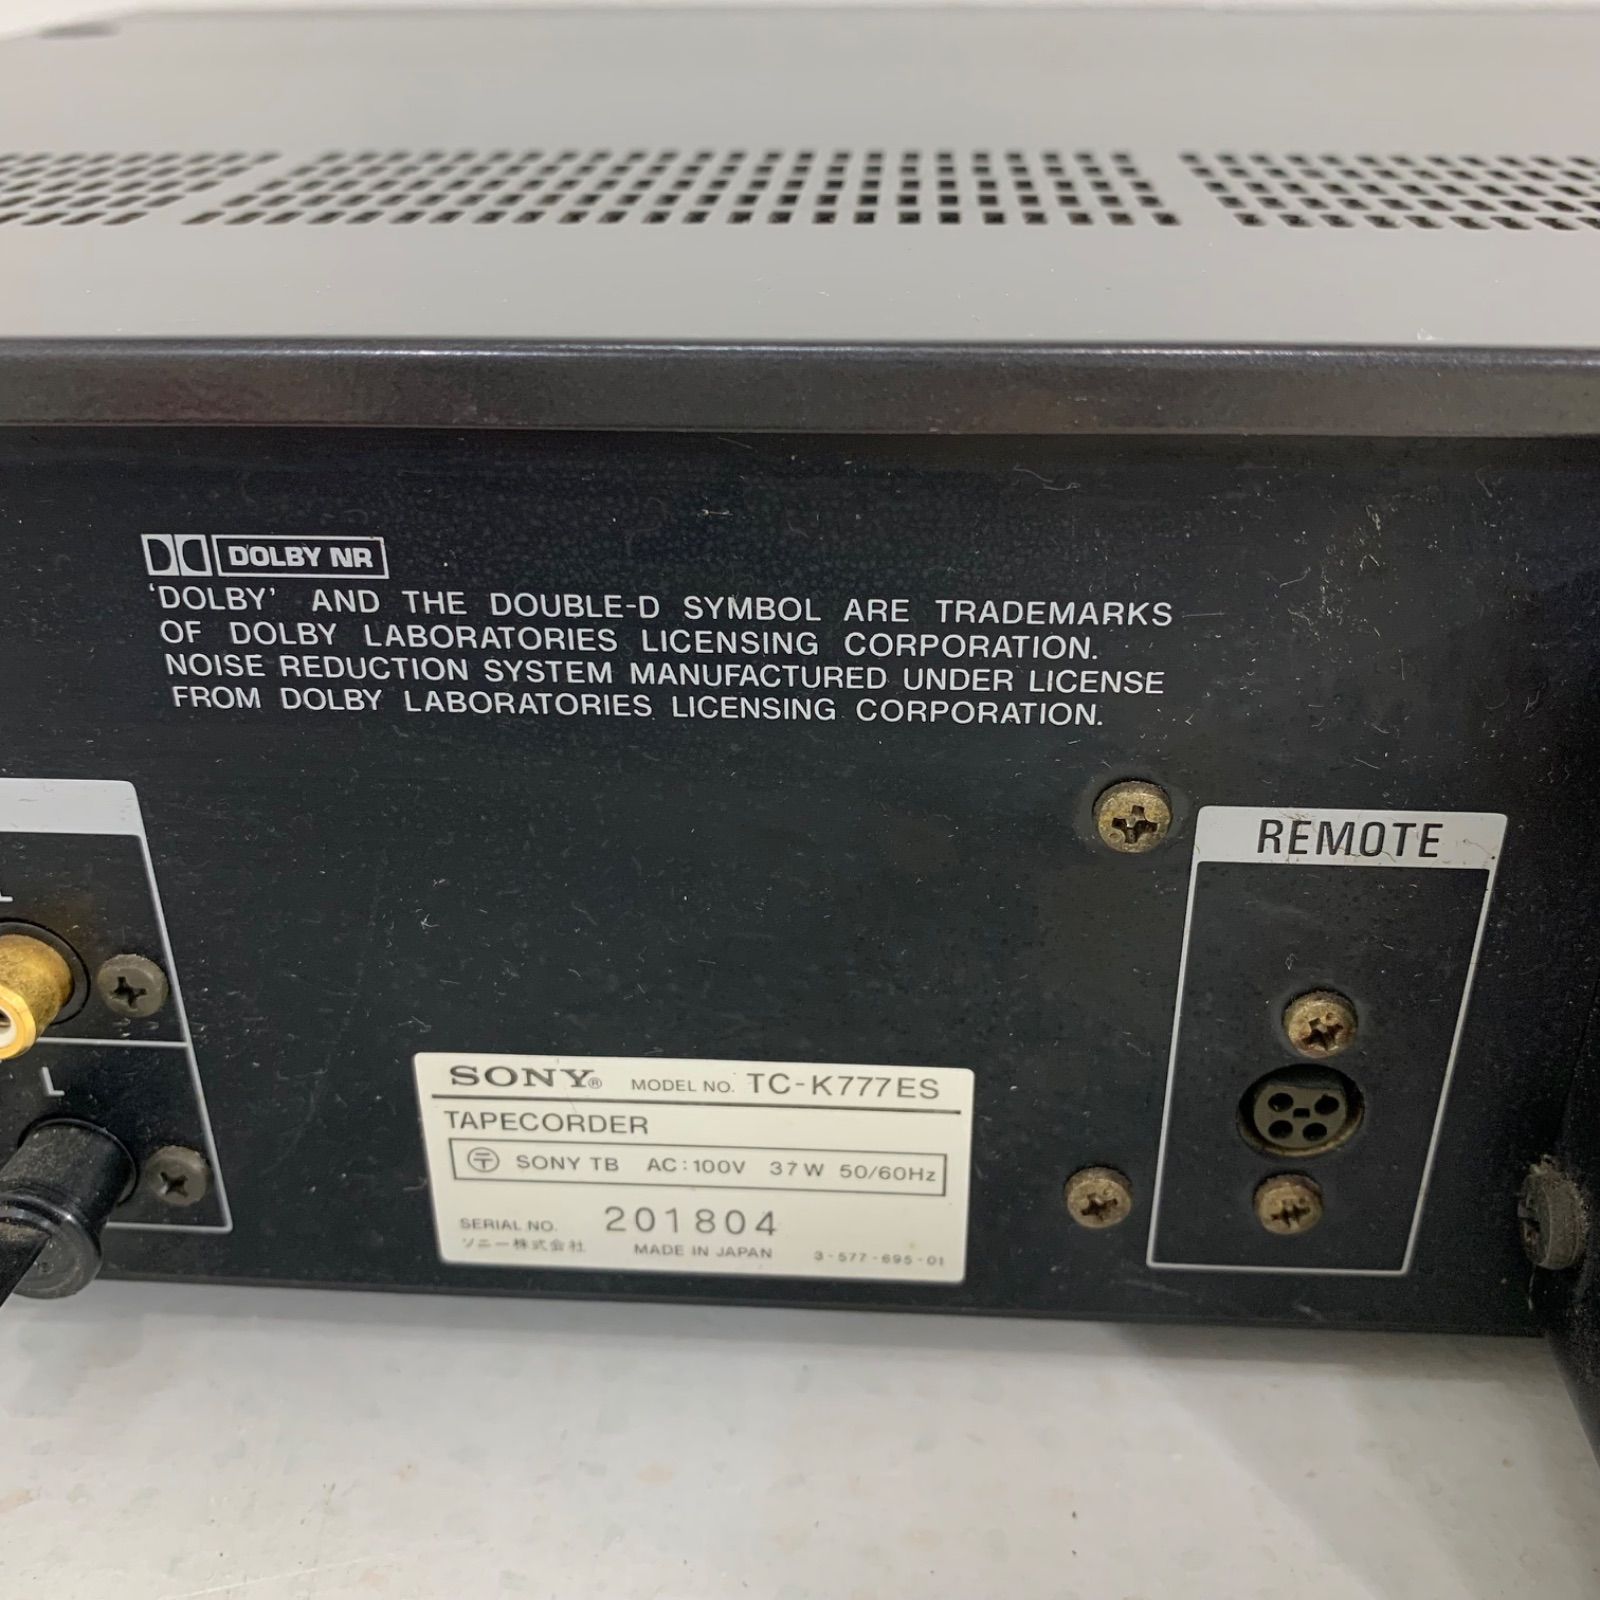 DOLBY NR
'DOLBY' AND THE DOUBLE-D SYMBOL ARE TRADEMARKS
OF DOLBY LABORATORIES LICENSING CORPORATION.
NOISE REDUCTION SYSTEM MANUFACTURED UNDER LICENSE
FROM DOLBY LABORATORIES LICENSING CORPORATION.
REMOTE
L
L
SONY® MODEL NO. TC-K777ES
TAPECORDER
〒 SONY TB AC:100V 37W 50/60Hz
SERIAL NO. 201804
ソニー株式会社 MADE IN JAPAN 3-577-695-01